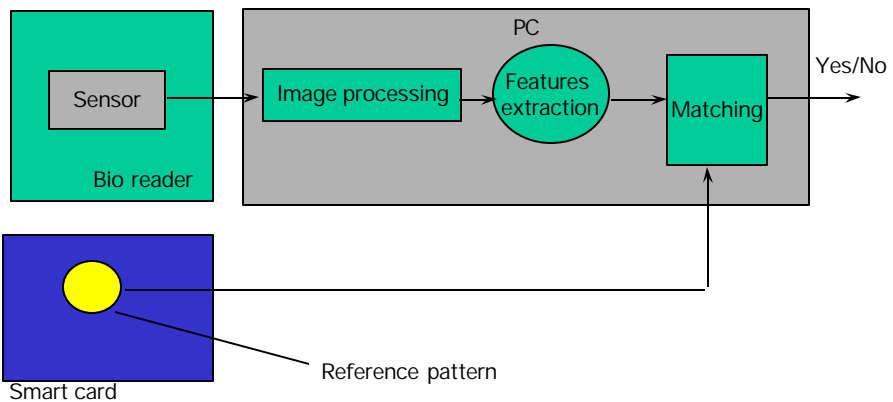 PC
Yes/No
Sensor
Image processing
Features
extraction
Matching
Bio reader
Reference pattern
Smart card